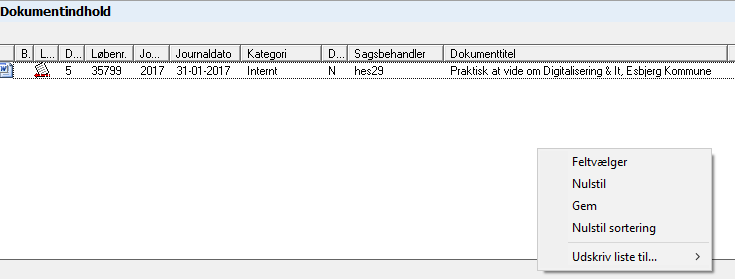 Dokumentindhold
B. L... D... Løbenr. Jo... Journaldato Kategori D... Sagsbehandler Dokumenttitel
W 5 35799 2017 31-01-2017 Internt N hes29 Praktisk at vide om Digitalisering & It, Esbjerg Kommune
Feltvælger
Nulstil
Gem
Nulstil sortering
Udskriv liste til...